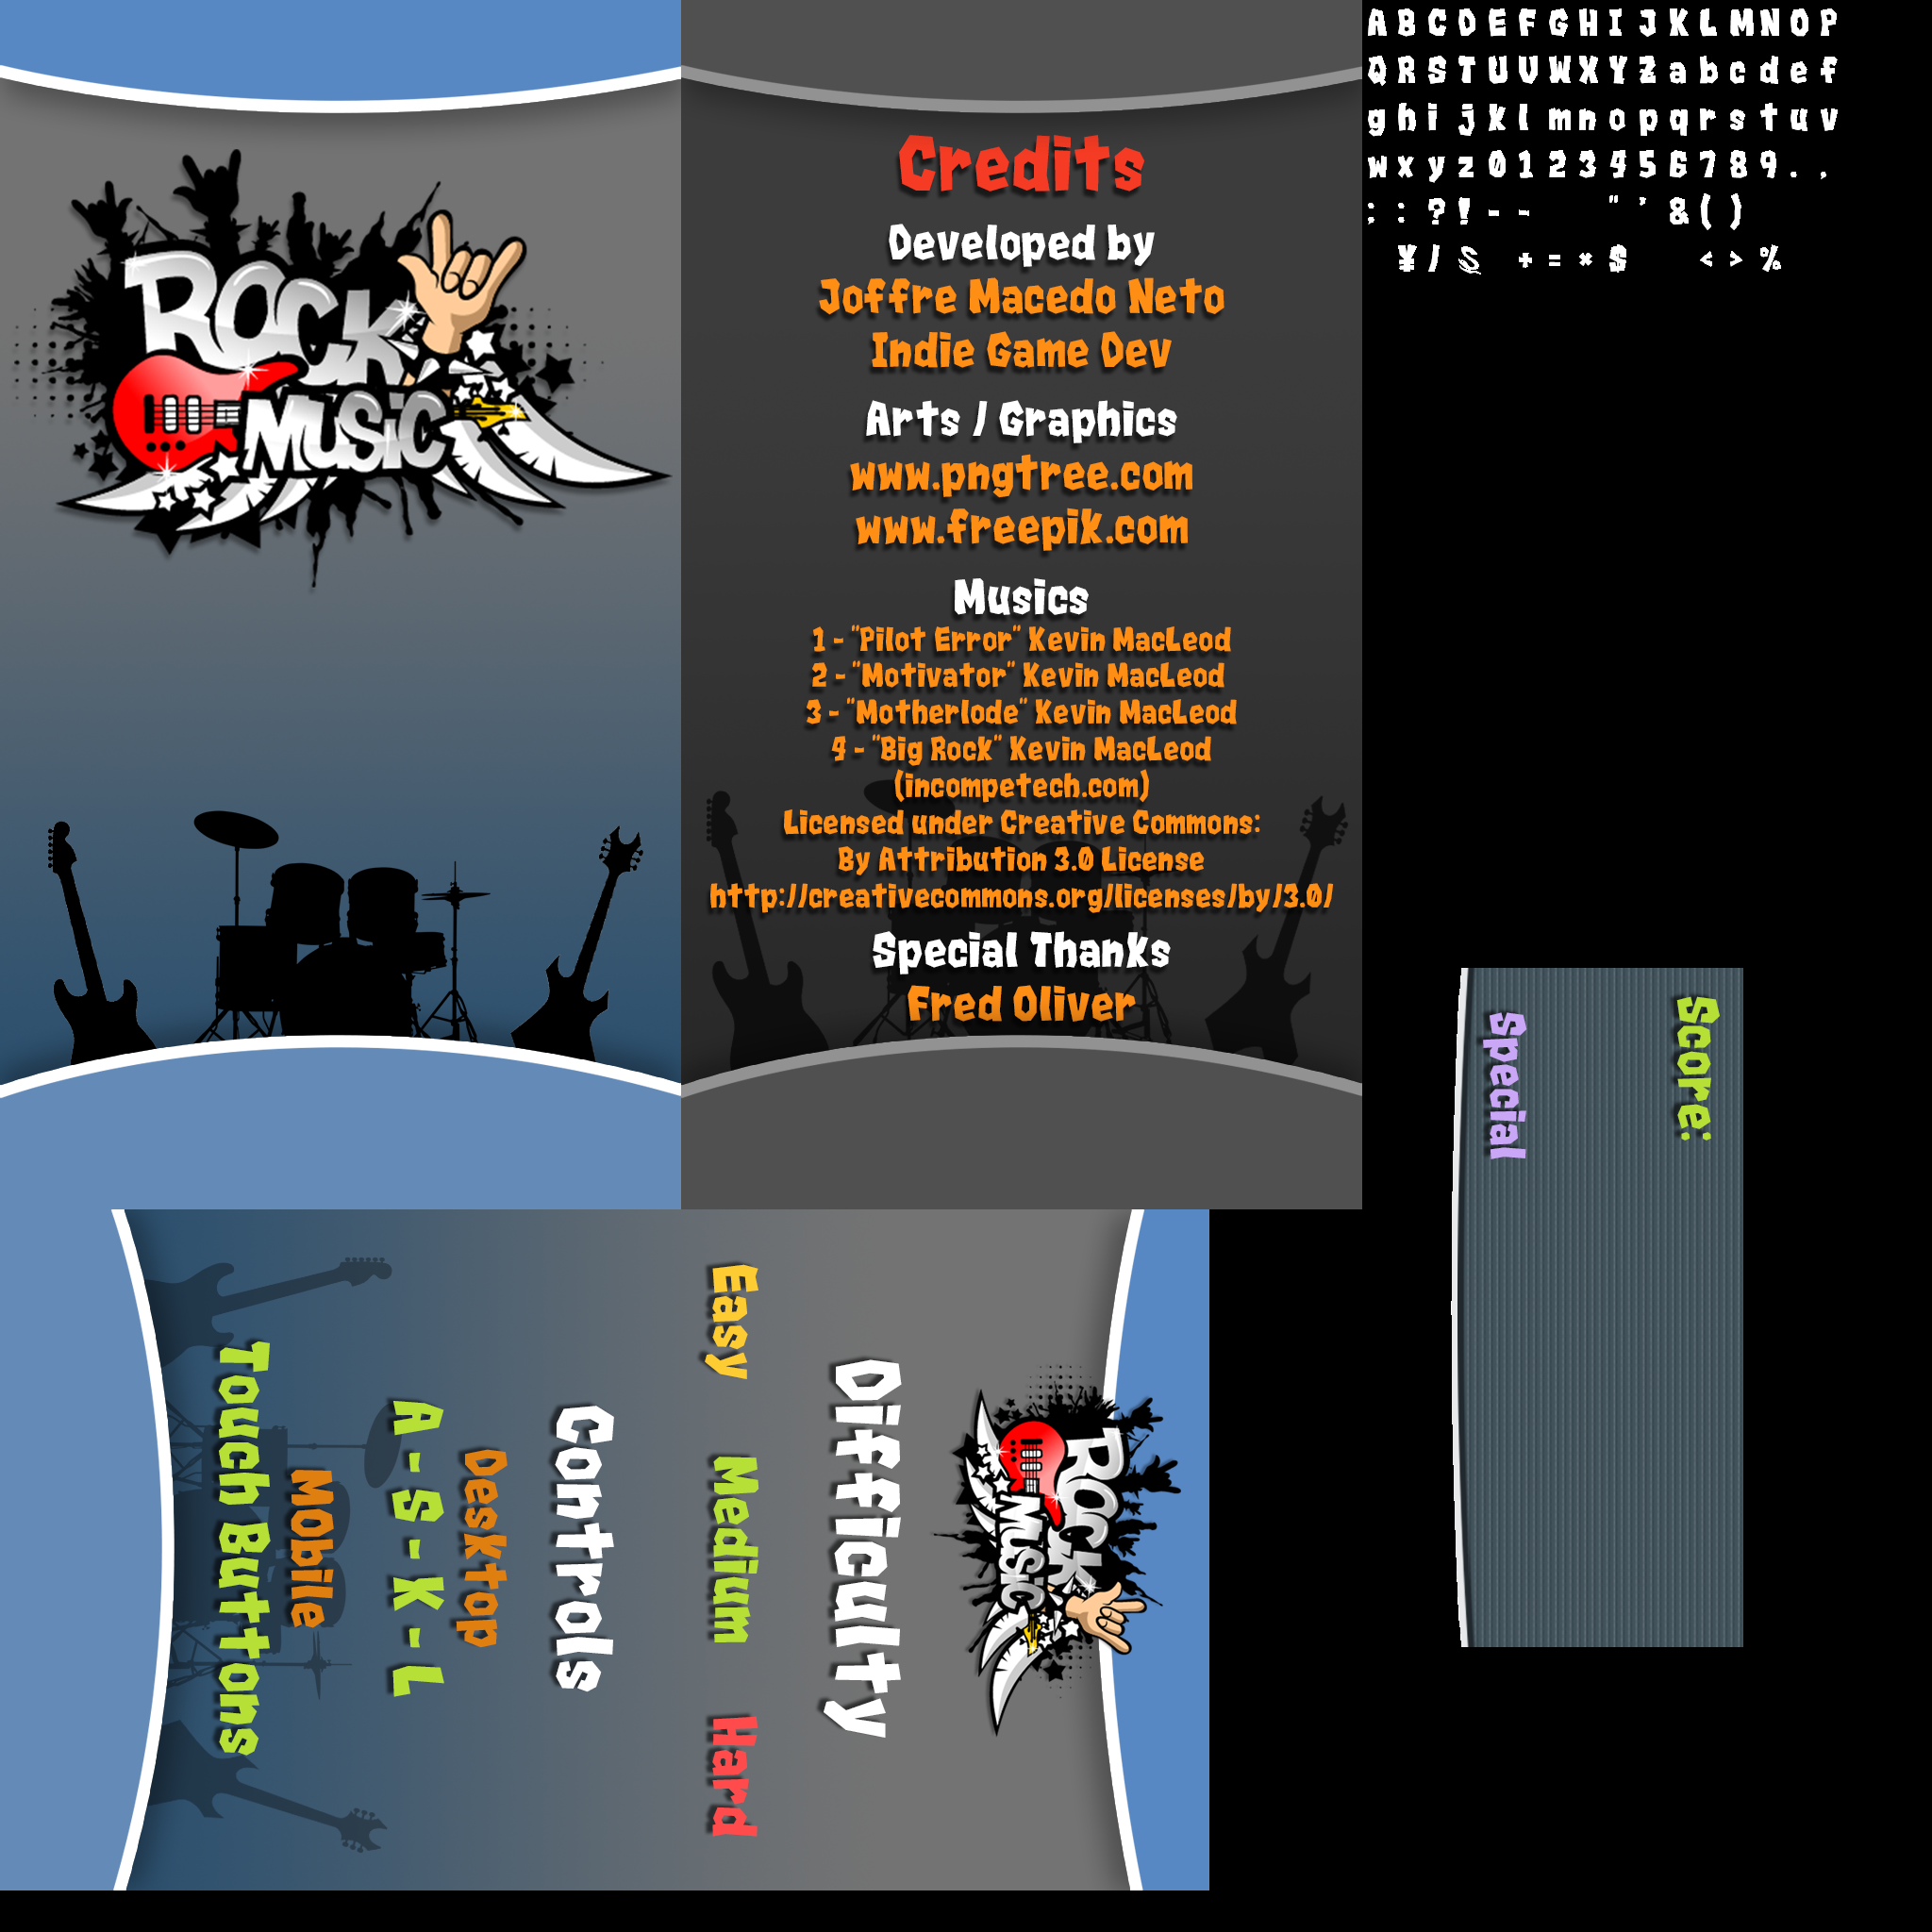 ROCK
MUSiC
Credits
Developed by
Joffre Macedo Neto
Indie Game Dev
Arts / Graphics
www.pngtree.com
www.freepik.com
Musics
1 - "Pilot Error" Kevin MacLeod
2 - "Motivator" Kevin MacLeod
3 - "Motherlode" Kevin MacLeod
4 - "Big Rock" Kevin MacLeod
(incompetech.com)
Licensed under Creative Commons:
By Attribution 3.0 License
http://creativecommons.org/licenses/by/3.0/
Special Thanks
Fred Oliver
A B C D E F G H I J K L M N O P
Q R S T U V W X Y Z a b c d e f
g h i j k l m n o p q r s t u v
w x y z 0 1 2 3 4 5 6 7 8 9 . ,
; : ? ! - - " ' & ( )
¥ / § + = × $ < > %
Score:
Special
ROCK
MUSiC
Difficulty
Easy Medium Hard
Controls
Desktop
A - S - K - L
MObile
Touch Buttons